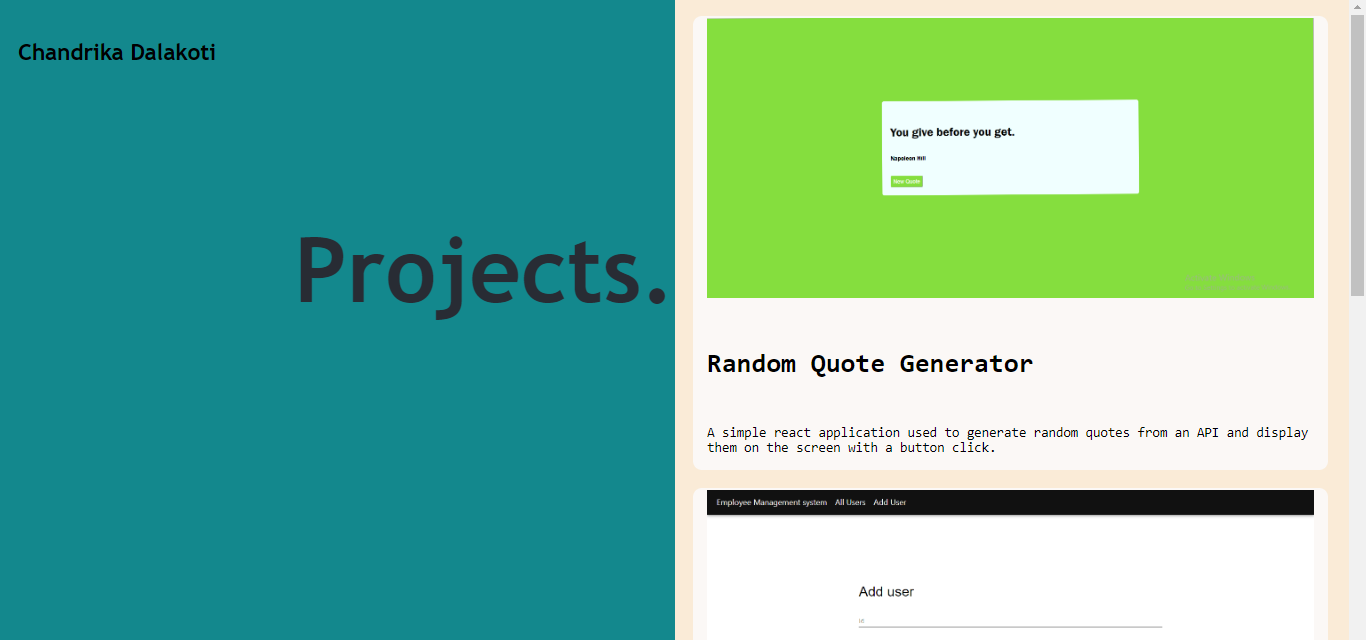 Chandrika Dalakoti
Projects.
You give before you get.
Napoleon Hill
New Quote
Random Quote Generator
A simple react application used to generate random quotes from an API and display
them on the screen with a button click.
Employee Management system All Users Add User
Add user